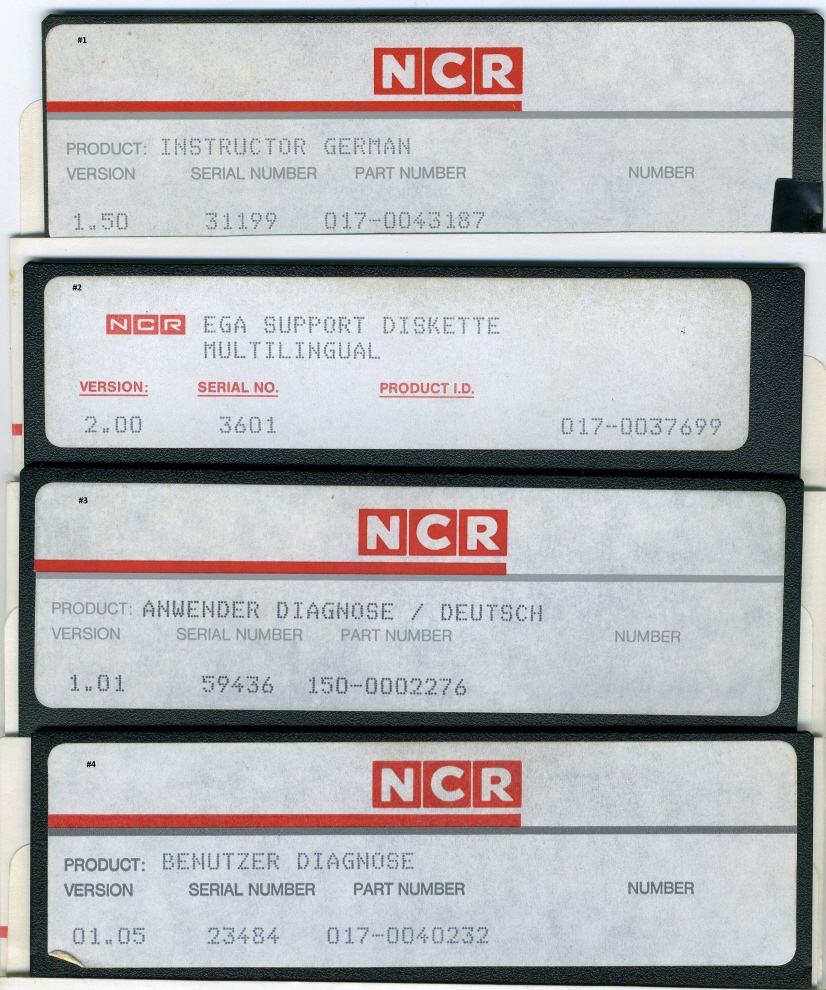 #1
NCR
PRODUCT: INSTRUCTOR GERMAN
VERSION SERIAL NUMBER PART NUMBER NUMBER
1.50 31199 017-0043187
#2
NCR EGA SUPPORT DISKETTE
MULTILINGUAL
VERSION: SERIAL NO. PRODUCT I.D.
2.00 3601 017-0037699
#3
NCR
PRODUCT: ANWENDER DIAGNOSE / DEUTSCH
VERSION SERIAL NUMBER PART NUMBER NUMBER
1.01 59436 150-0002276
#4
NCR
PRODUCT: BENUTZER DIAGNOSE
VERSION SERIAL NUMBER PART NUMBER NUMBER
01.05 23484 017-0040232